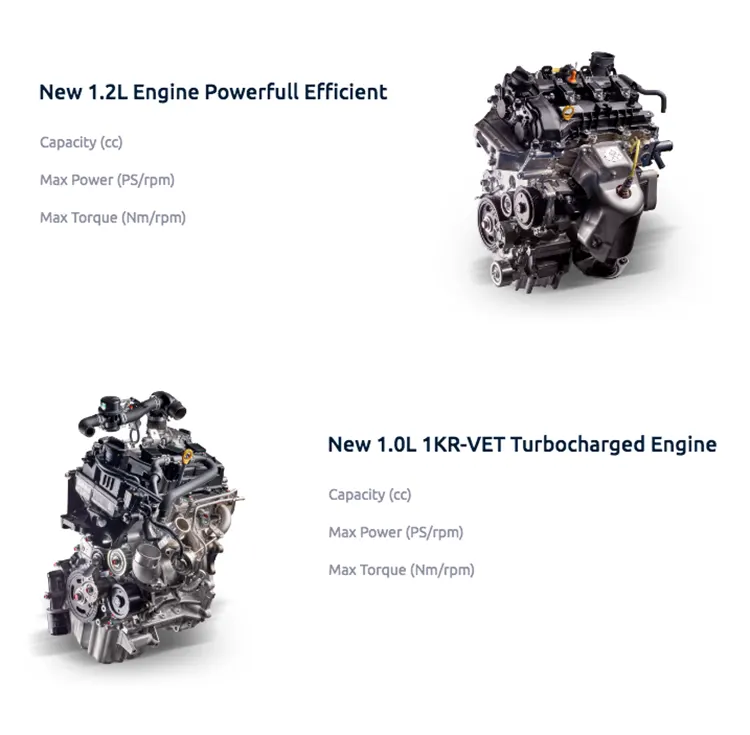 New 1.2L Engine Powerfull Efficient
Capacity (cc)
Max Power (PS/rpm)
Max Torque (Nm/rpm)
New 1.0L 1KR-VET Turbocharged Engine
Capacity (cc)
Max Power (PS/rpm)
Max Torque (Nm/rpm)